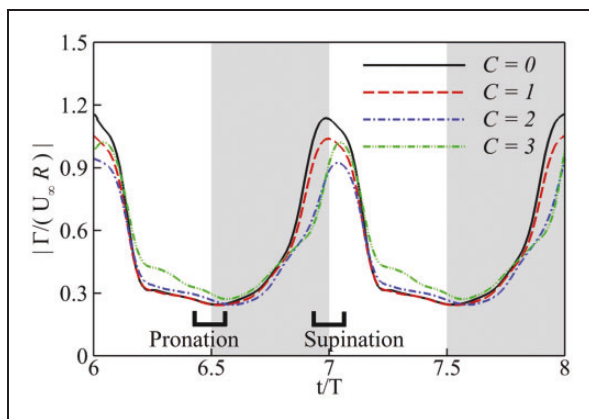 1.5
1.2
0.9
0.6
0.3
0
| Γ/( U∞ R) |
C = 0
C = 1
C = 2
C = 3
Pronation
Supination
6
6.5
7
7.5
8
t/T